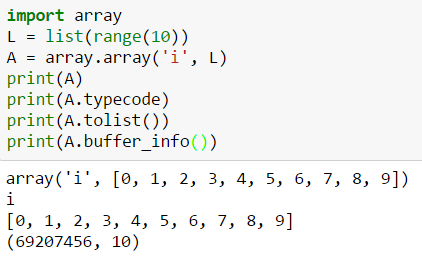 import array
L = list(range(10))
A = array.array('i', L)
print(A)
print(A.typecode)
print(A.tolist())
print(A.buffer_info())
array('i', [0, 1, 2, 3, 4, 5, 6, 7, 8, 9])
i
[0, 1, 2, 3, 4, 5, 6, 7, 8, 9]
(69207456, 10)